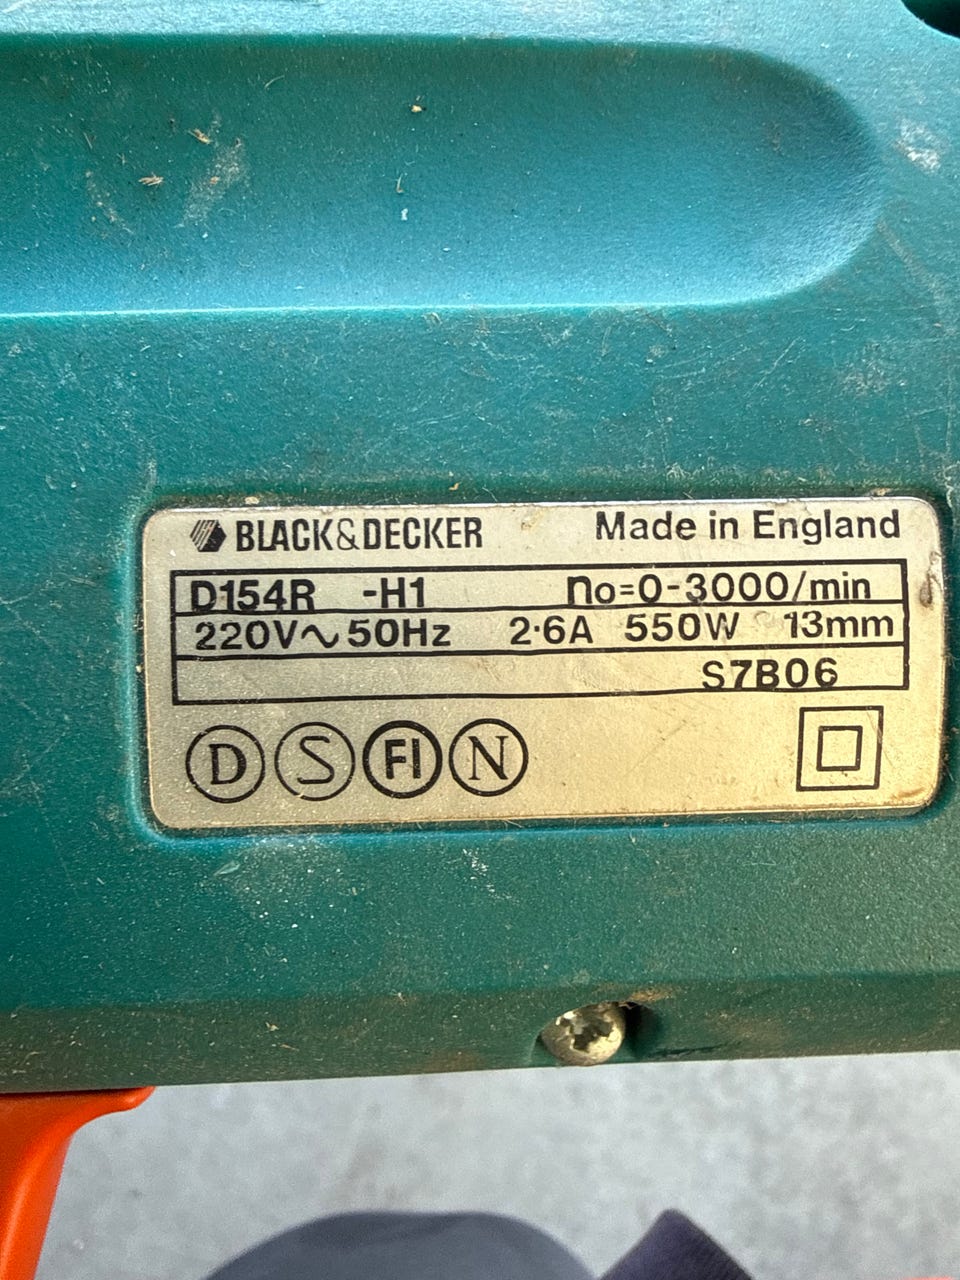 BLACK&DECKER Made in England
D154R -H1 no=0-3000/min
220V~50Hz 2·6A 550W 13mm
S7B06
D S FI N